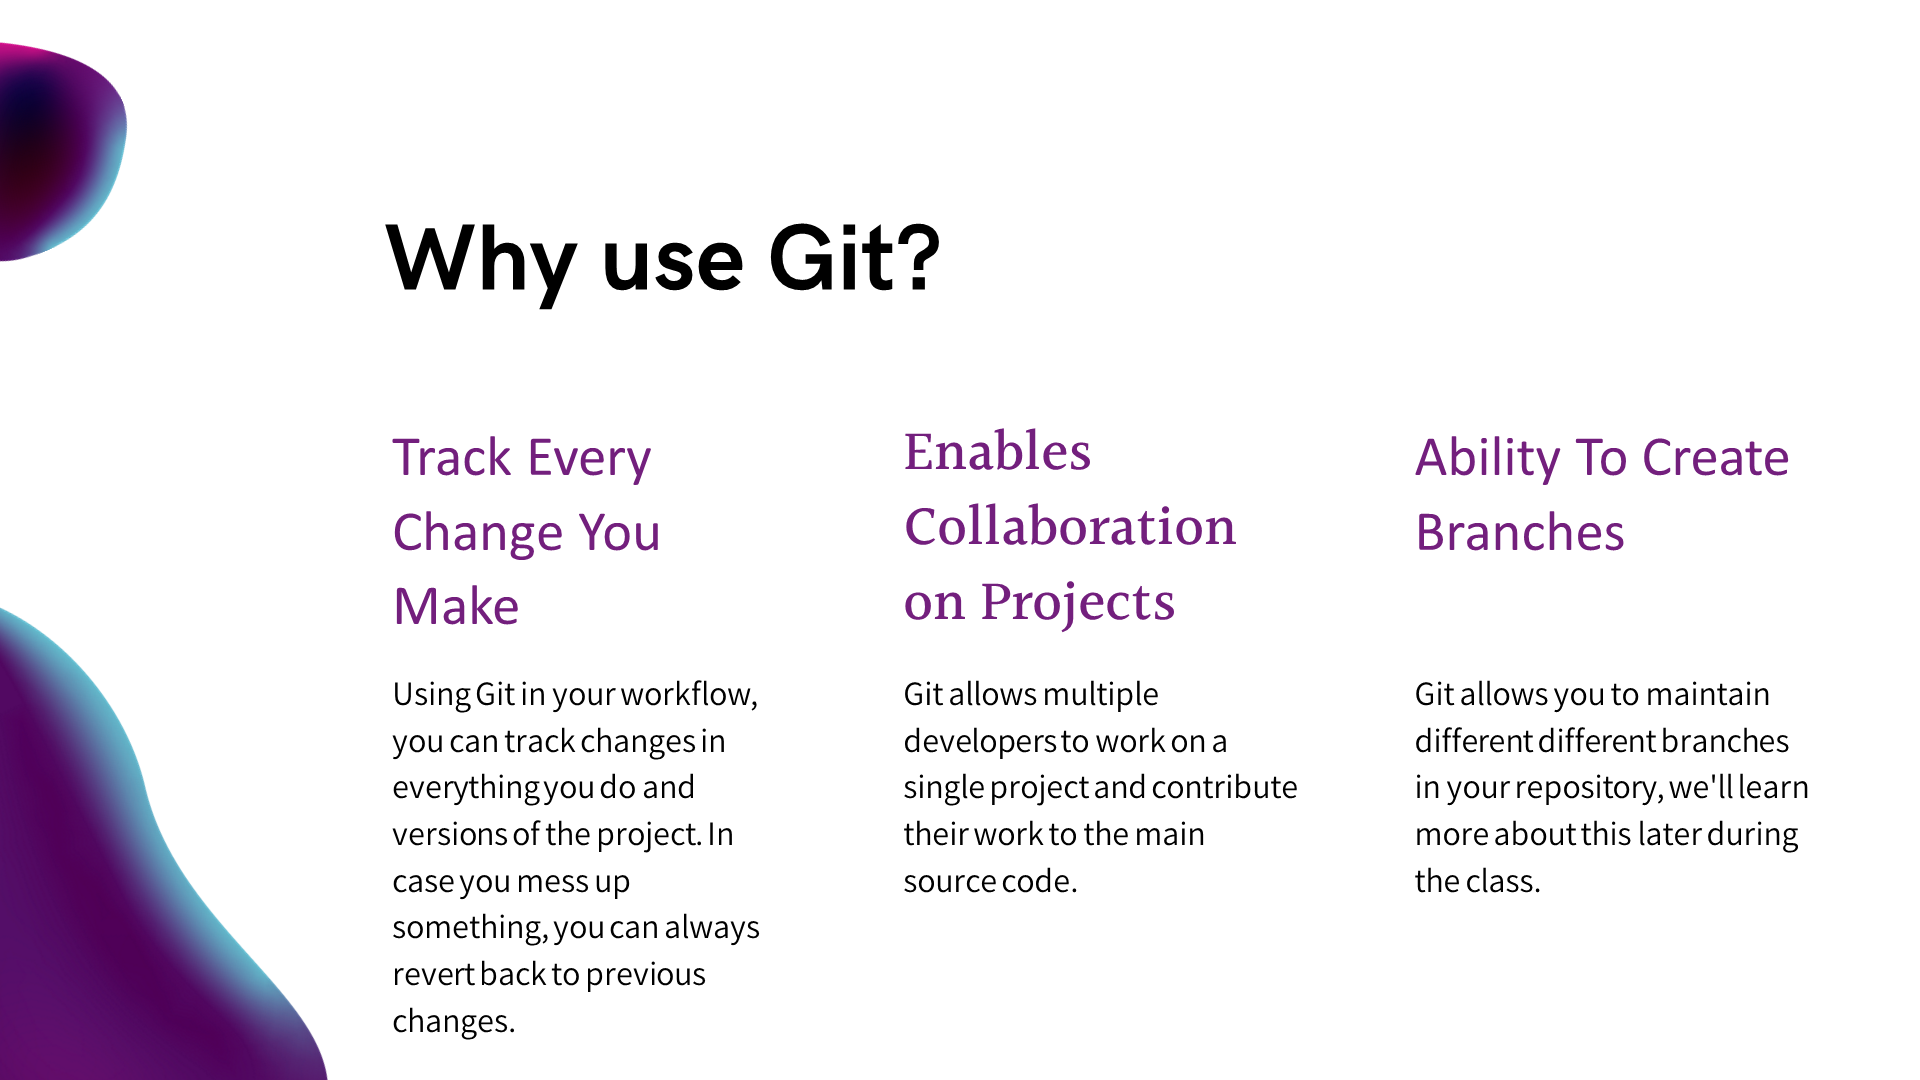 Why use Git?
Track Every
Change You
Make
Using Git in your workflow,
you can track changes in
everything you do and
versions of the project. In
case you mess up
something, you can always
revert back to previous
changes.
Enables
Collaboration
on Projects
Git allows multiple
developers to work on a
single project and contribute
their work to the main
source code.
Ability To Create
Branches
Git allows you to maintain
different different branches
in your repository, we'll learn
more about this later during
the class.